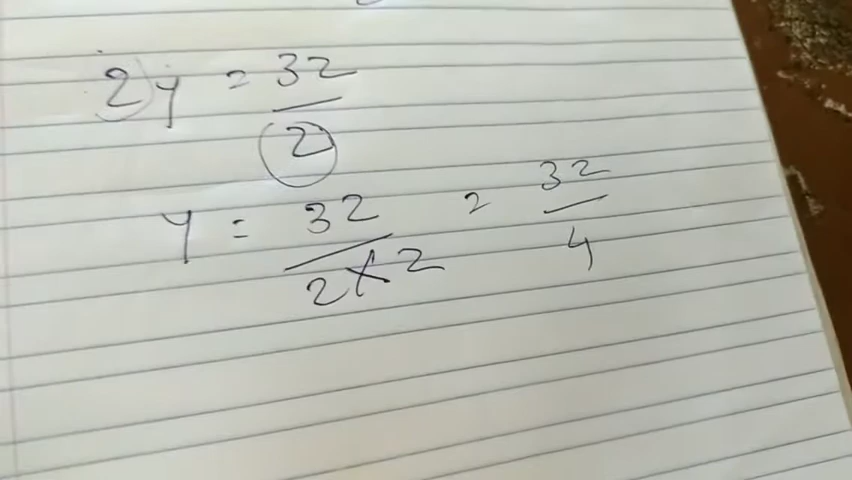 2y = 32/2
y = 32/2×2 = 32/4